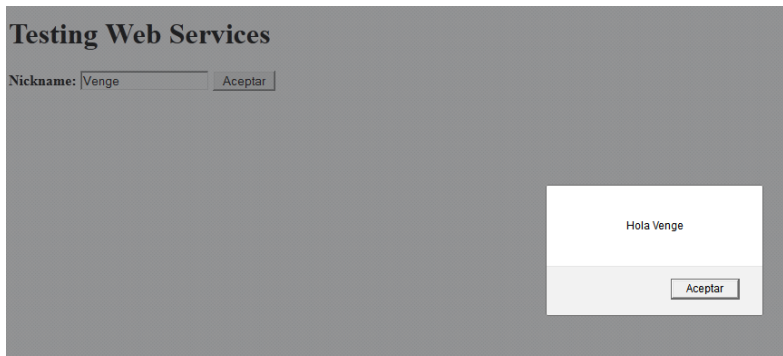 Testing Web Services
Nickname: Venge Aceptar
Hola Venge
Aceptar